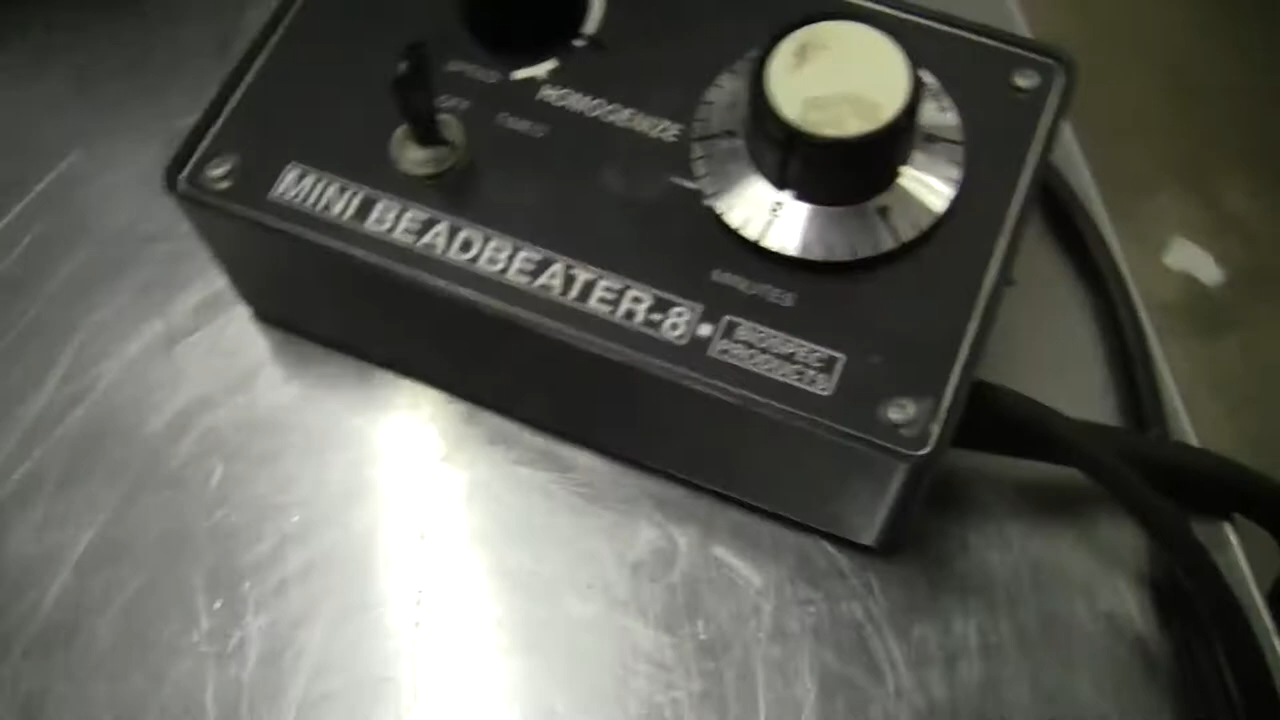 SPEED
OFF
HOMOGENIZE
TIMED
MINUTES
MINI BEADBEATER-8
BIOSPEC
PRODUCTS